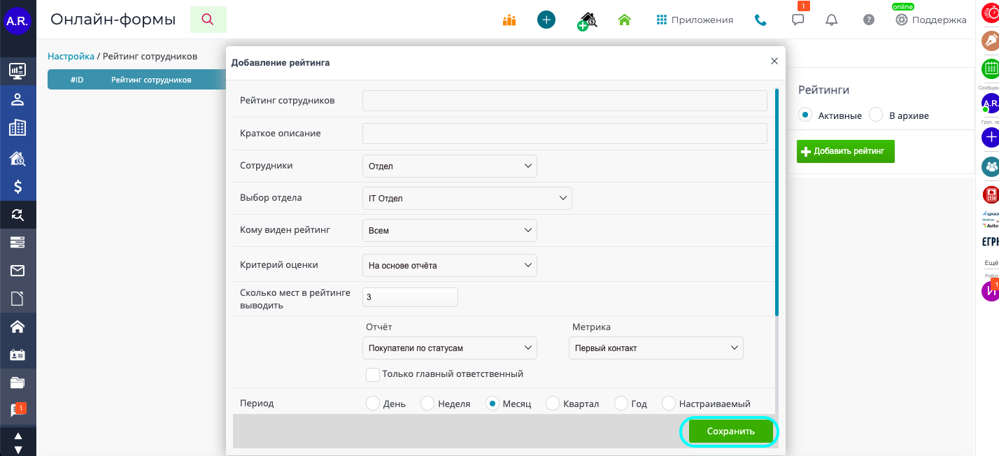 A.R.
Онлайн-формы
Приложения
1
online
Поддержка
Настройка / Рейтинг сотрудников
#ID Рейтинг сотрудников
Добавление рейтинга
Рейтинг сотрудников
Краткое описание
Сотрудники
Отдел
Выбор отдела
IT Отдел
Кому виден рейтинг
Всем
Критерий оценки
На основе отчёта
Сколько мест в рейтинге
выводить
3
Отчёт
Метрика
Покупатели по статусам
Первый контакт
Только главный ответственный
Период
День
Неделя
Месяц
Квартал
Год
Настраиваемый
Сохранить
Рейтинги
Активные
В архиве
Добавить рейтинг
Сообщен
A.R.
Груп. ча
ЦИАН
Avito
ЕГРН
Ещё
Робот
1
И
1